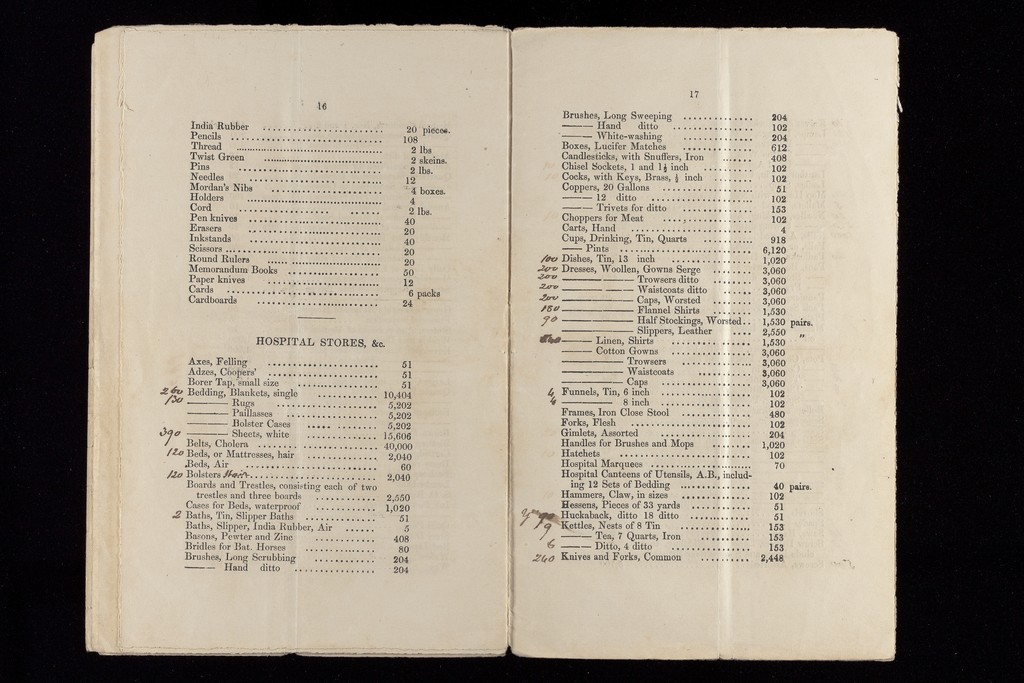 16
India Rubber .......................... 20 pieces.
Pencils .......................... 108
Thread .......................... 2 lbs
Twist Green .......................... 2 skeins.
Pins .......................... 2 lbs.
Needles .......................... 12
Mordan's Nibs .......................... 4 boxes.
Holders .......................... 4
Cord .......................... 2 lbs.
Pen knives .......................... 40
Erasers .......................... 20
Inkstands .......................... 40
Scissors .......................... 20
Round Rulers .......................... 20
Memorandum Books .................... 50
Paper knives .......................... 12
Cards .......................... 6 packs
Cardboards .......................... 24
HOSPITAL STORES, &c.
Axes, Felling ...................... 51
Adzes, Coopers' ...................... 51
Borer Tap, small size ................ 51
260 Bedding, Blankets, single ............ 10,404
130 ——— Rugs .................... 5,202
——— Paillasses .................. 5,202
——— Bolster Cases ............ 5,202
390 ——— Sheets, white .............. 15,606
Belts, Cholera ...................... 40,000
120 Beds, or Mattresses, hair .............. 2,040
Beds, Air .......................... 60
120 Bolsters Hair .......................... 2,040
Boards and Trestles, consisting each of two
trestles and three boards ............ 2,550
Cases for Beds, waterproof ............ 1,020
2 Baths, Tin, Slipper Baths .............. 51
Baths, Slipper, India Rubber, Air ...... 5
Basons, Pewter and Zinc .............. 408
Bridles for Bat. Horses .............. 80
Brushes, Long Scrubbing ............ 204
——— Hand ditto ................ 204
17
Brushes, Long Sweeping .............. 204
——— Hand ditto ................ 102
——— White-washing .............. 204
Boxes, Lucifer Matches .............. 612
Candlesticks, with Snuffers, Iron ...... 408
Chisel Sockets, 1 and 1½ inch .......... 102
Cocks, with Keys, Brass, ½ inch ........ 102
Coppers, 20 Gallons .................. 51
——— 12 ditto .................... 102
——— Trivets for ditto .............. 153
Choppers for Meat .................. 102
Carts, Hand ........................ 4
Cups, Drinking, Tin, Quarts .......... 918
—— Pints .......................... 6,120
100 Dishes, Tin, 13 inch ................ 1,020
200 Dresses, Woollen, Gowns Serge ........ 3,060
200 ——— Trowsers ditto ........ 3,060
200 ——— Waistcoats ditto ...... 3,060
200 ——— Caps, Worsted ........ 3,060
150 ——— Flannel Shirts ........ 1,530
90 ——— Half Stockings, Worsted.. 1,530 pairs.
——— Slippers, Leather .... 2,550 „
——— Linen, Shirts ................ 1,530
——— Cotton Gowns ................ 3,060
——— Trowsers .............. 3,060
——— Waistcoats .......... 3,060
——— Caps .................. 3,060
4 Funnels, Tin, 6 inch .................. 102
4 ——— 8 inch .................. 102
Frames, Iron Close Stool .............. 480
Forks, Flesh ...................... 102
Gimlets, Assorted .................. 204
Handles for Brushes and Mops ........ 1,020
Hatchets .......................... 102
Hospital Marquees .................... 70
Hospital Canteens of Utensils, A.B., includ-
ing 12 Sets of Bedding .............. 40 pairs.
Hammers, Claw, in sizes .............. 102
Hessens, Pieces of 33 yards ............ 51
Huckaback, ditto 18 ditto ............ 51
9 Kettles, Nests of 8 Tin ................ 153
——— Tea, 7 Quarts, Iron .......... 153
6 ——— Ditto, 4 ditto ................ 153
260 Knives and Forks, Common .......... 2,448